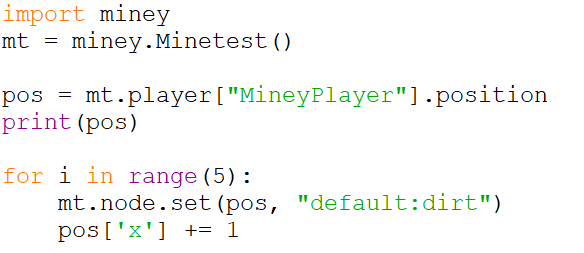 import miney
mt = miney.Minetest()

pos = mt.player["MineyPlayer"].position
print(pos)

for i in range(5):
    mt.node.set(pos, "default:dirt")
    pos['x'] += 1